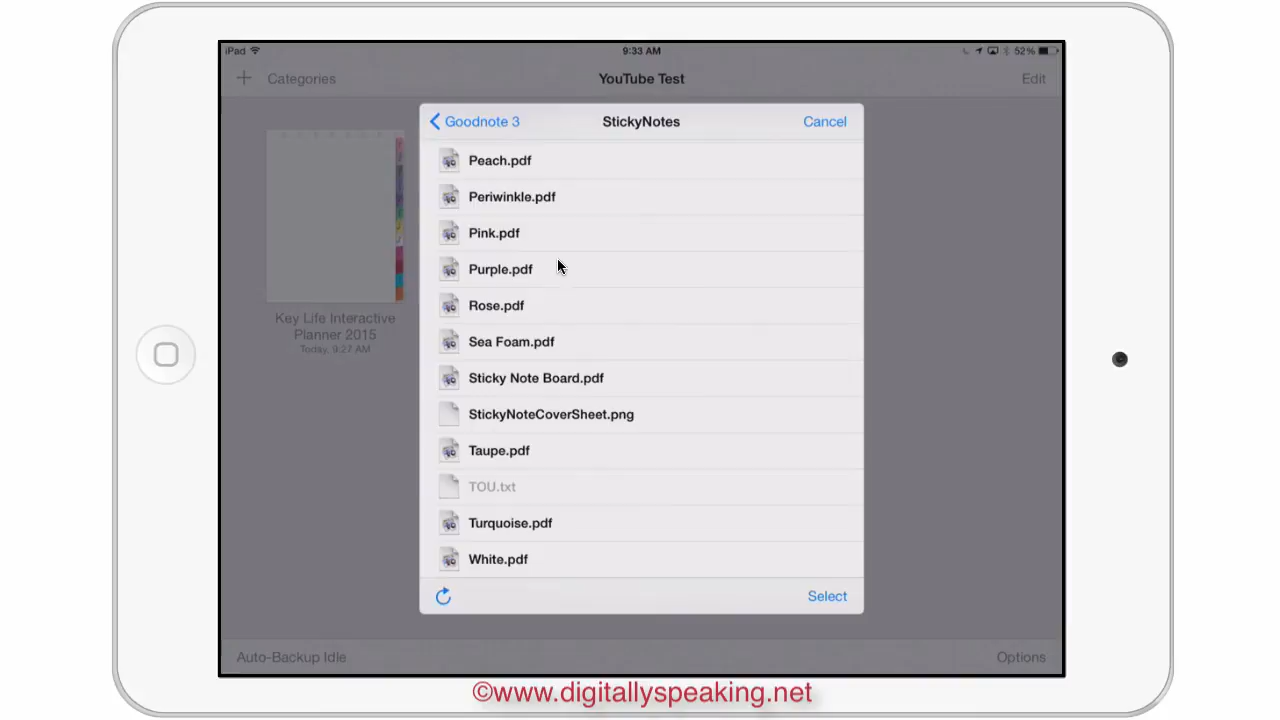 iPad 9:33 AM 52%
Categories YouTube Test Edit
Goodnote 3 StickyNotes Cancel
Peach.pdf
Periwinkle.pdf
Pink.pdf
Purple.pdf
Rose.pdf
Sea Foam.pdf
Sticky Note Board.pdf
StickyNoteCoverSheet.png
Taupe.pdf
TOU.txt
Turquoise.pdf
White.pdf
Select
Key Life Interactive
Planner 2015
Today, 9:27 AM
Auto-Backup Idle Options
©www.digitallyspeaking.net